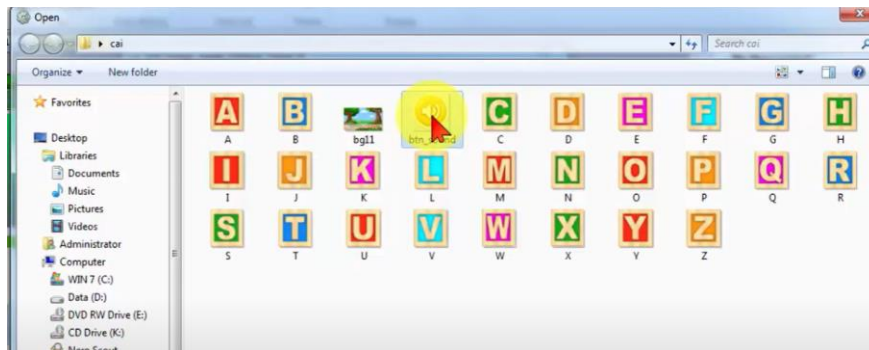 Open
cai
Search cai
Organize
New folder
Favorites
Desktop
Libraries
Documents
Music
Pictures
Videos
Administrator
Computer
WIN 7 (C:)
Data (D:)
DVD RW Drive (E:)
CD Drive (K:)
A B C D E F G H
A B bg11 btn_sound C D E F G H
I J K L M N O P Q R
I J K L M N O P Q R
S T U V W X Y Z
S T U V W X Y Z